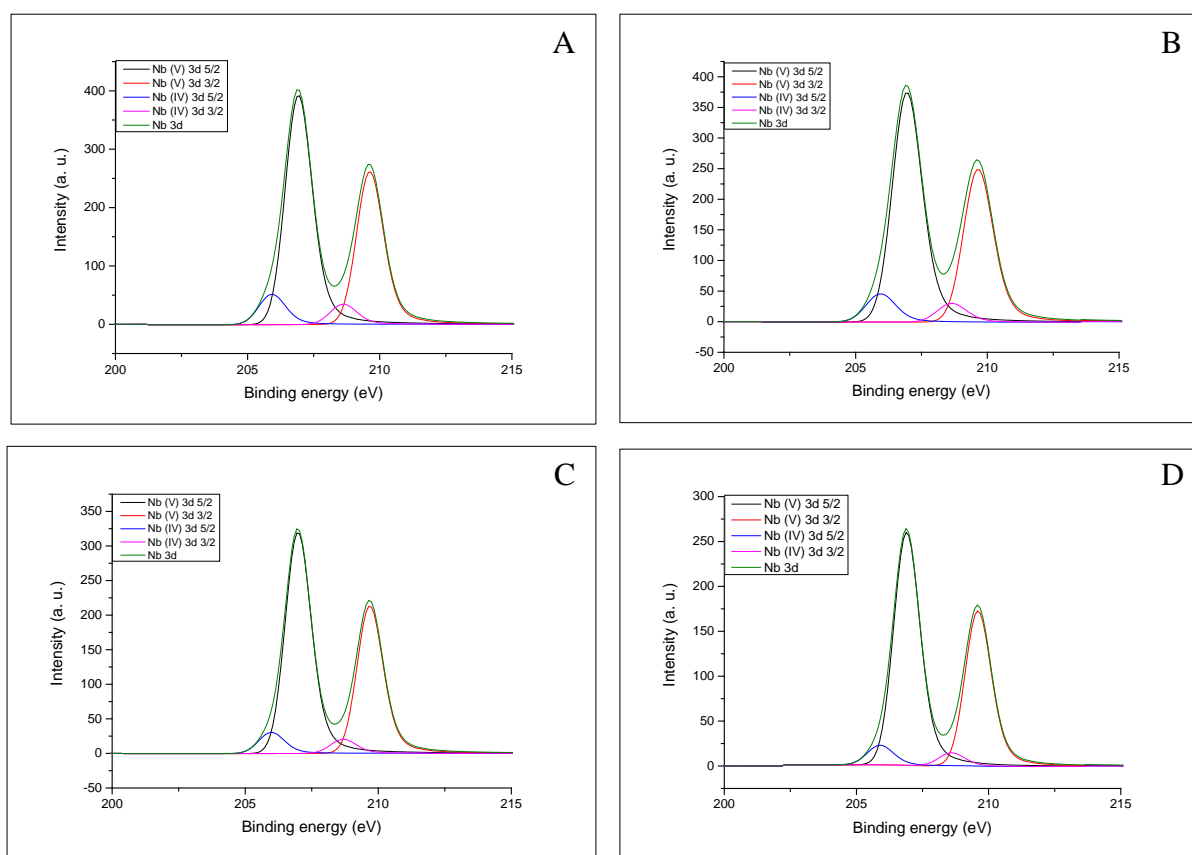 A
Nb (V) 3d 5/2
Nb (V) 3d 3/2
Nb (IV) 3d 5/2
Nb (IV) 3d 3/2
Nb 3d
400
300
200
100
0
Intensity (a. u.)
200 205 210 215
Binding energy (eV)
B
Nb (V) 3d 5/2
Nb (V) 3d 3/2
Nb (IV) 3d 5/2
Nb (IV) 3d 3/2
Nb 3d
400
350
300
250
200
150
100
50
0
-50
Intensity (a. u.)
200 205 210 215
Binding energy (eV)
C
Nb (V) 3d 5/2
Nb (V) 3d 3/2
Nb (IV) 3d 5/2
Nb (IV) 3d 3/2
Nb 3d
350
300
250
200
150
100
50
0
-50
Intensity (a. u.)
200 205 210 215
Binding energy (eV)
D
Nb (V) 3d 5/2
Nb (V) 3d 3/2
Nb (IV) 3d 5/2
Nb (IV) 3d 3/2
Nb 3d
300
250
200
150
100
50
0
Intensity (a. u.)
200 205 210 215
Binding energy (eV)